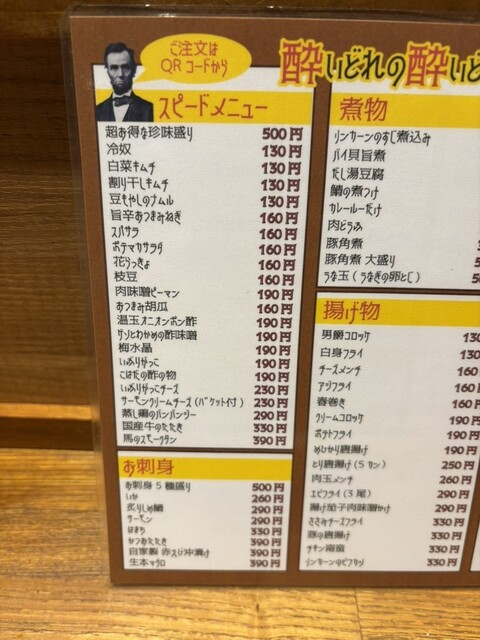 ご注文は
QRコードから
酔いどれの酔いど
スピードメニュー
超お得な珍味盛り 500円
冷奴 130円
白菜キムチ 130円
割り干しキムチ 130円
豆もやしのナムル 130円
旨辛あつまみねぎ 160円
スパサラ 160円
ポテマカサラダ 160円
花らっきょ 160円
枝豆 160円
肉味噌ピーマン 190円
あつまみ胡瓜 160円
温玉オニオンポン酢 190円
サリとわかめの酢味噌 190円
梅水晶 190円
いぶりがっこ 190円
こはだの酢の物 190円
いぶりがっこチーズ 230円
サーモンクリームチーズ(バケット付) 230円
蒸し鶏のバンバンジー 290円
国産牛のたたき 330円
馬のスモークタン 390円
お刺身
お刺身5種盛り 500円
いか 260円
炙りしめ鯖 290円
サーモン 290円
はまち 330円
かつおたたき 390円
自家製 赤えび沖漬け 390円
生本マグロ 390円
煮物
リンカーンのすじ煮込み
バイ貝旨煮
だし湯豆腐
鯖の煮つけ
カレールーだけ
肉どうふ
豚角煮
豚角煮 大盛り
うな玉(うなぎの卵とじ)
揚げ物
男爵コロッケ 130
白身フライ 130
チーズメンチ 160
アジフライ 160
春巻き 160円
クリームコロッケ 190円
ポテトフライ 190円
めひかり唐揚げ 190円
とり唐揚げ(5カン) 250円
肉玉メンチ 260円
エビフライ(3尾) 290円
揚げ茄子肉味噌かけ 290円
ささみチーズフライ 330円
豚の唐揚げ 330円
チキン南蛮 330円
330円